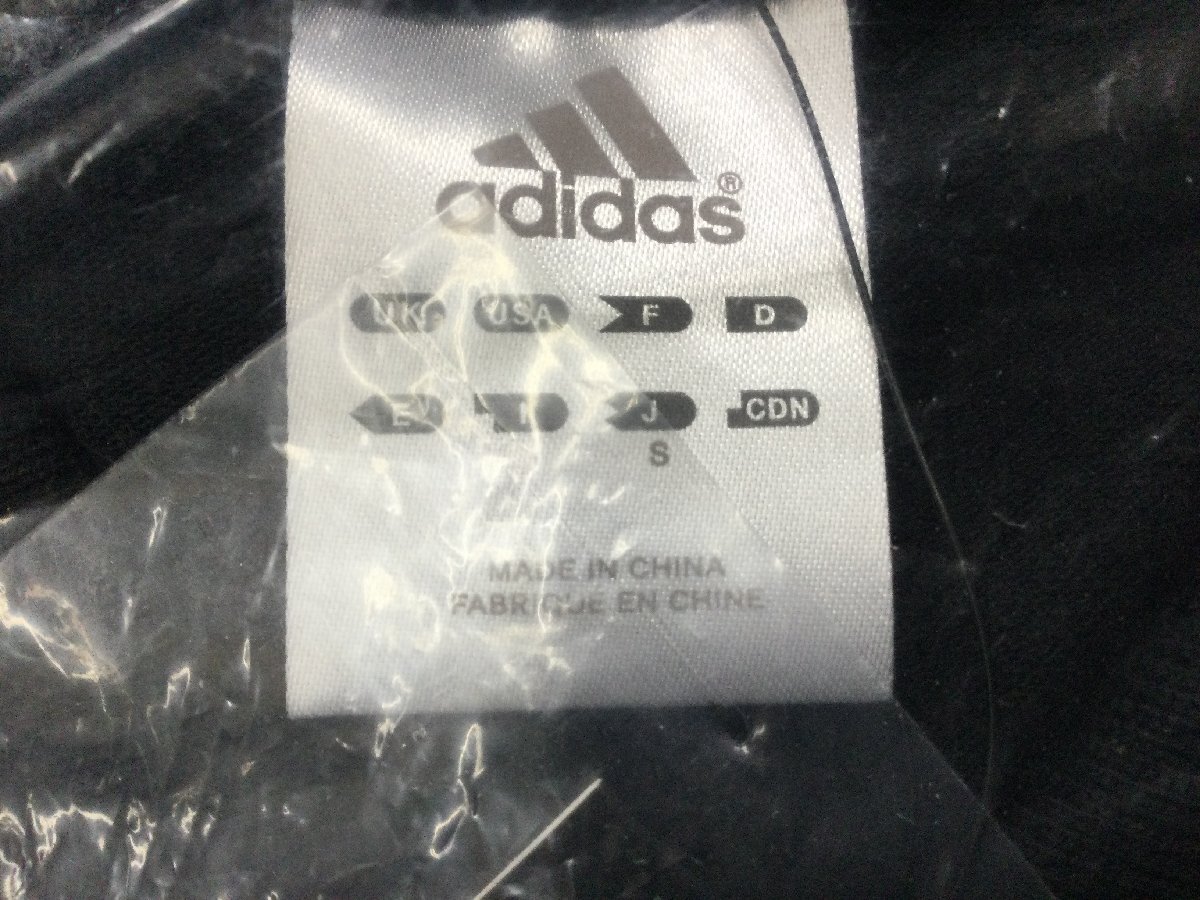 adidas®
UK USA F D
E I J CDN
S
MADE IN CHINA
FABRIQUE EN CHINE